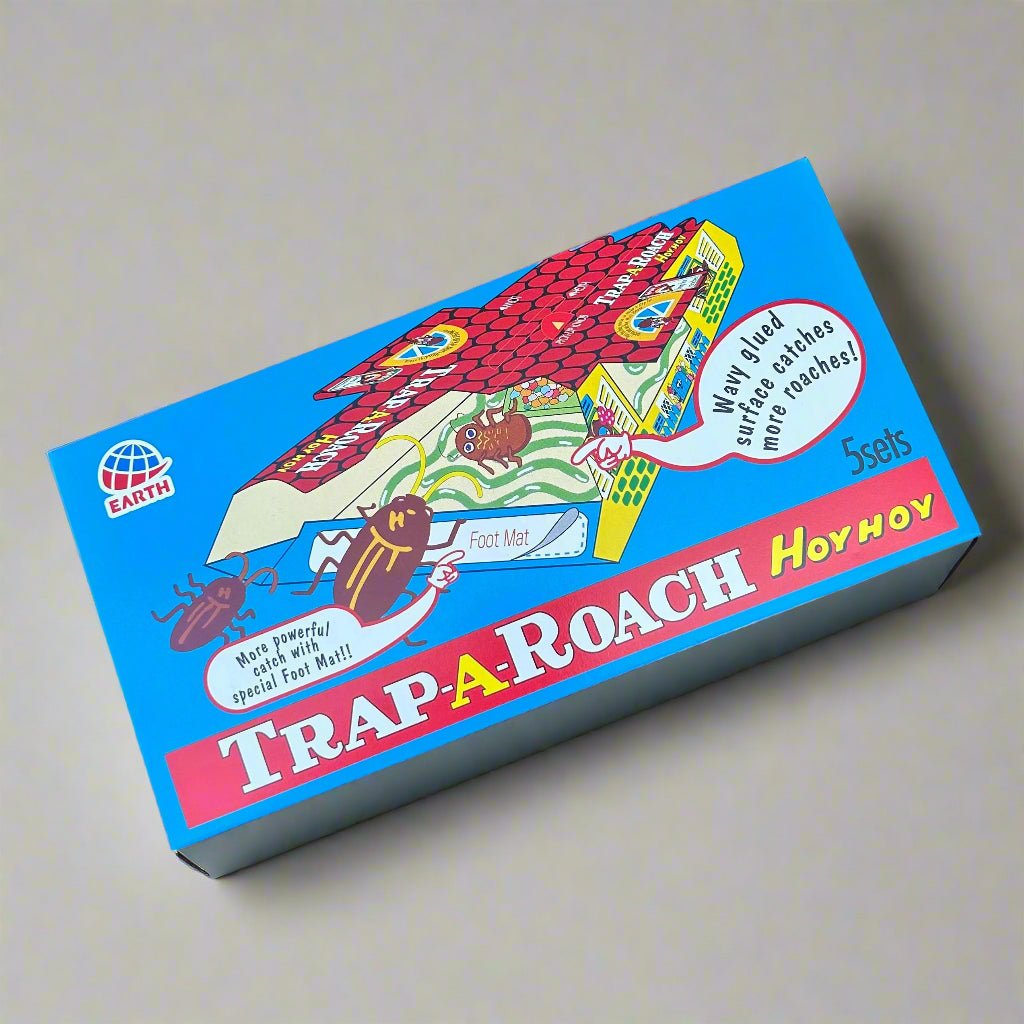 TRAP-A-ROACH
HOYHOY
TRAP-A-ROACH
HOYHOY
Wavy glued
surface catches
more roaches!
5sets
EARTH
Foot Mat
More powerful
catch with
special Foot Mat!!
TRAP-A-ROACH HOYHOY